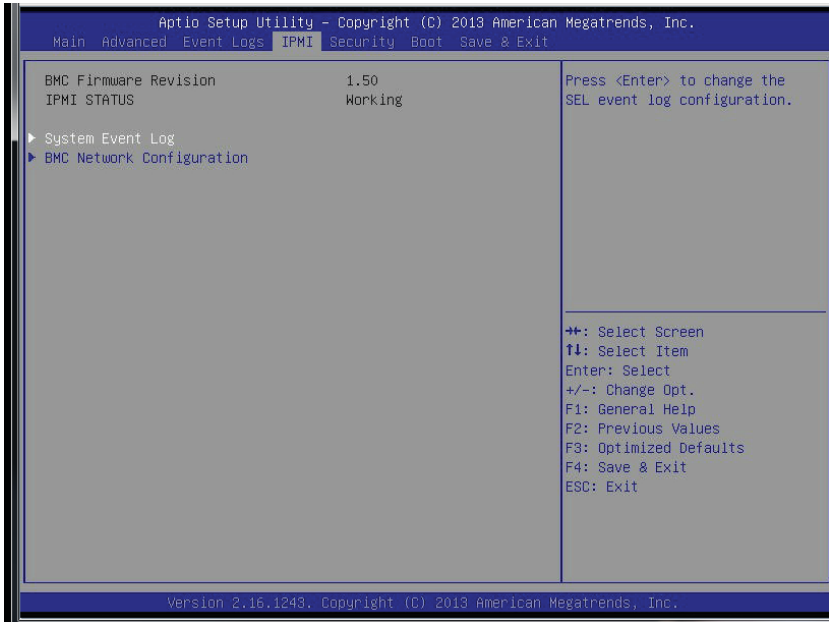 Aptio Setup Utility – Copyright (C) 2013 American Megatrends, Inc.
Main Advanced Event Logs IPMI Security Boot Save & Exit
BMC Firmware Revision 1.50
IPMI STATUS Working
System Event Log
BMC Network Configuration
Press <Enter> to change the
SEL event log configuration.
→←: Select Screen
↑↓: Select Item
Enter: Select
+/-: Change Opt.
F1: General Help
F2: Previous Values
F3: Optimized Defaults
F4: Save & Exit
ESC: Exit
Version 2.16.1243. Copyright (C) 2013 American Megatrends, Inc.